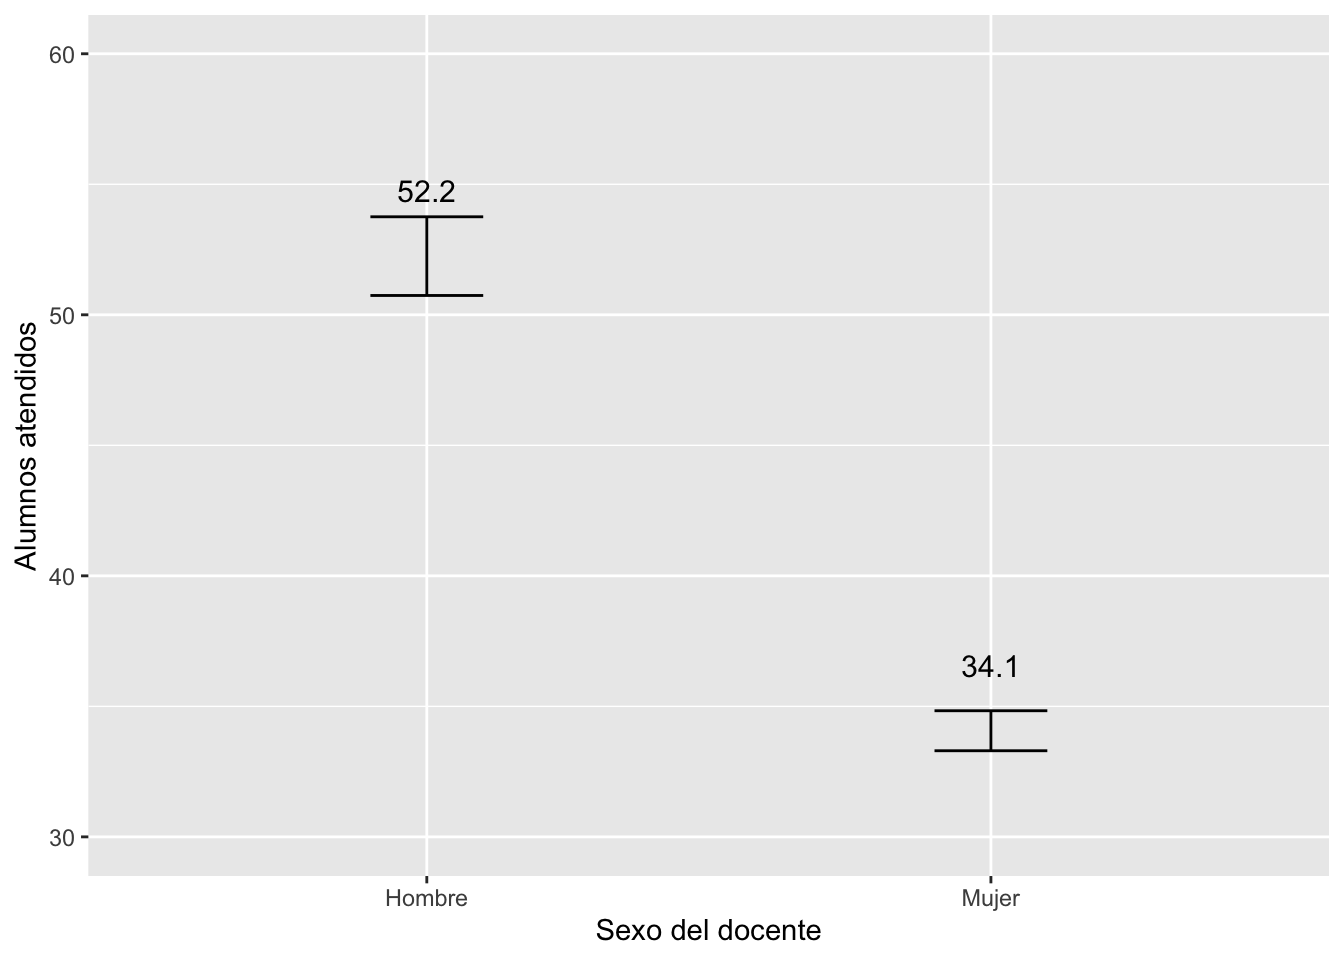 60
52.2
50
Alumnos atendidos
40
34.1
30
Hombre Mujer
Sexo del docente